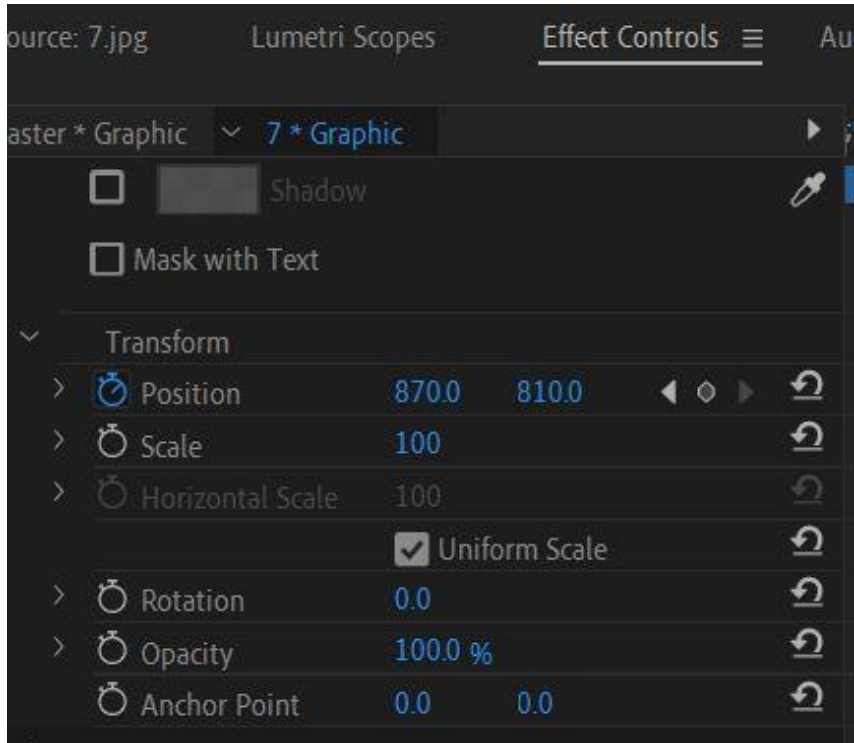 ource: 7.jpg Lumetri Scopes Effect Controls Au
aster * Graphic 7 * Graphic
Shadow
Mask with Text
Transform
Position 870.0 810.0
Scale 100
Horizontal Scale 100
Uniform Scale
Rotation 0.0
Opacity 100.0 %
Anchor Point 0.0 0.0